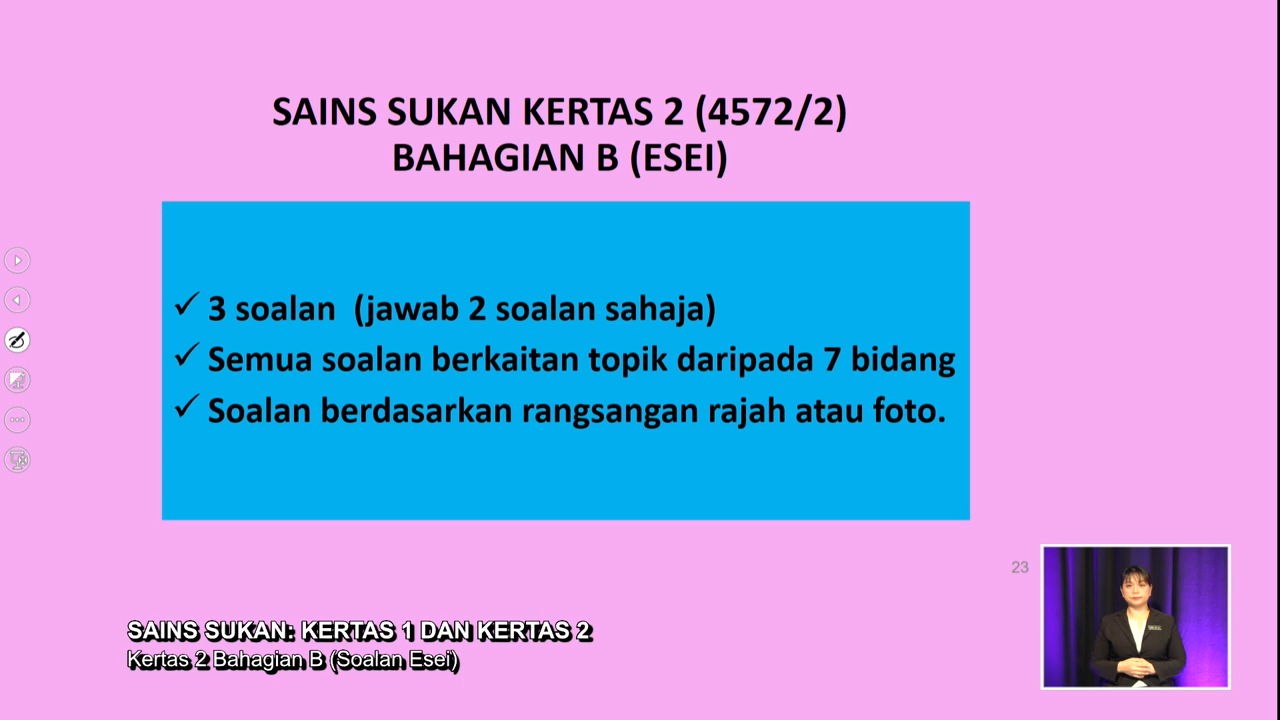 SAINS SUKAN KERTAS 2 (4572/2)
BAHAGIAN B (ESEI)
✓ 3 soalan (jawab 2 soalan sahaja)
✓ Semua soalan berkaitan topik daripada 7 bidang
✓ Soalan berdasarkan rangsangan rajah atau foto.
23
SAINS SUKAN: KERTAS 1 DAN KERTAS 2
Kertas 2 Bahagian B (Soalan Esei)